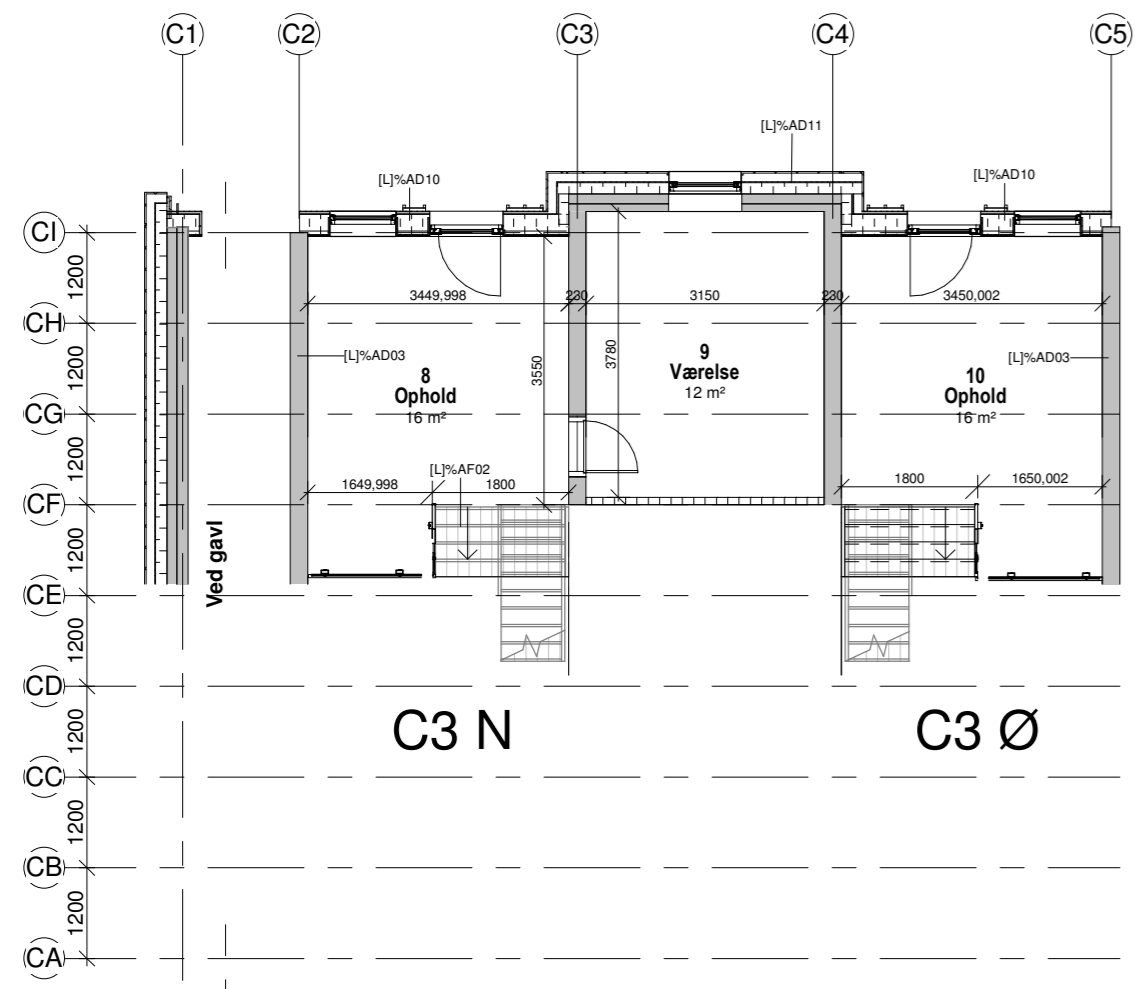 C1
C2
C3
C4
C5
[L]%AD11
[L]%AD10
[L]%AD10
CI
1200
3449,998
230
3150
230
3450,002
CH
1200
[L]%AD03
3550
3780
[L]%AD03
8
Ophold
16 m²
9
Værelse
12 m²
10
Ophold
16 m²
CG
1200
[L]%AF02
1649,998
1800
1800
1650,002
CF
1200
Ved gavl
CE
1200
CD
C3 N
C3 Ø
1200
CC
1200
CB
1200
CA